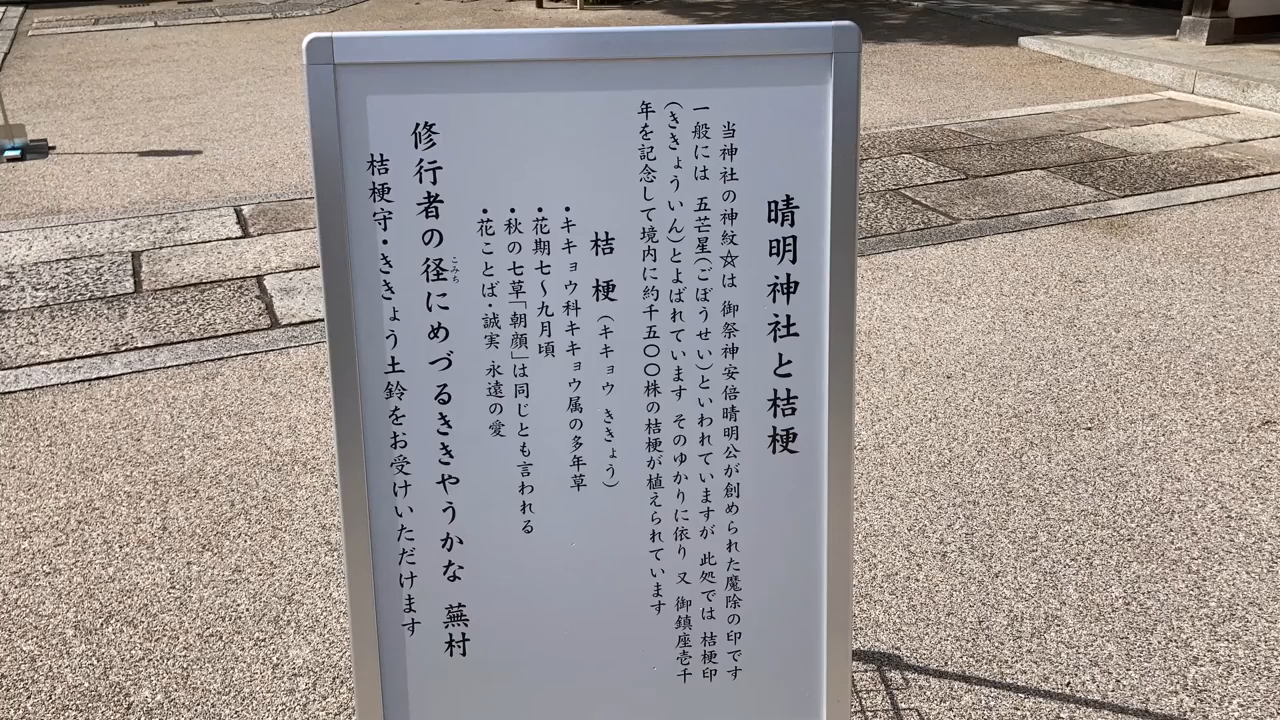 晴明神社と桔梗
当神社の神紋☆は 御祭神安倍晴明公が創められた魔除の印です
一般には 五芒星(ごぼうせい)といわれていますが 此処では 桔梗印
(ききょういん)とよばれています そのゆかりに依り 又 御鎮座壱千
年を記念して境内に約千五〇〇株の桔梗が植えられています
桔梗(キキョウ ききょう)
・キキョウ科キキョウ属の多年草
・花期七〜九月頃
・秋の七草「朝顔」は同じとも言われる
・花ことば・誠実 永遠の愛
修行者の径にめづるききやうかな 蕪村
こみち
桔梗守・ききょう土鈴をお受けいただけます